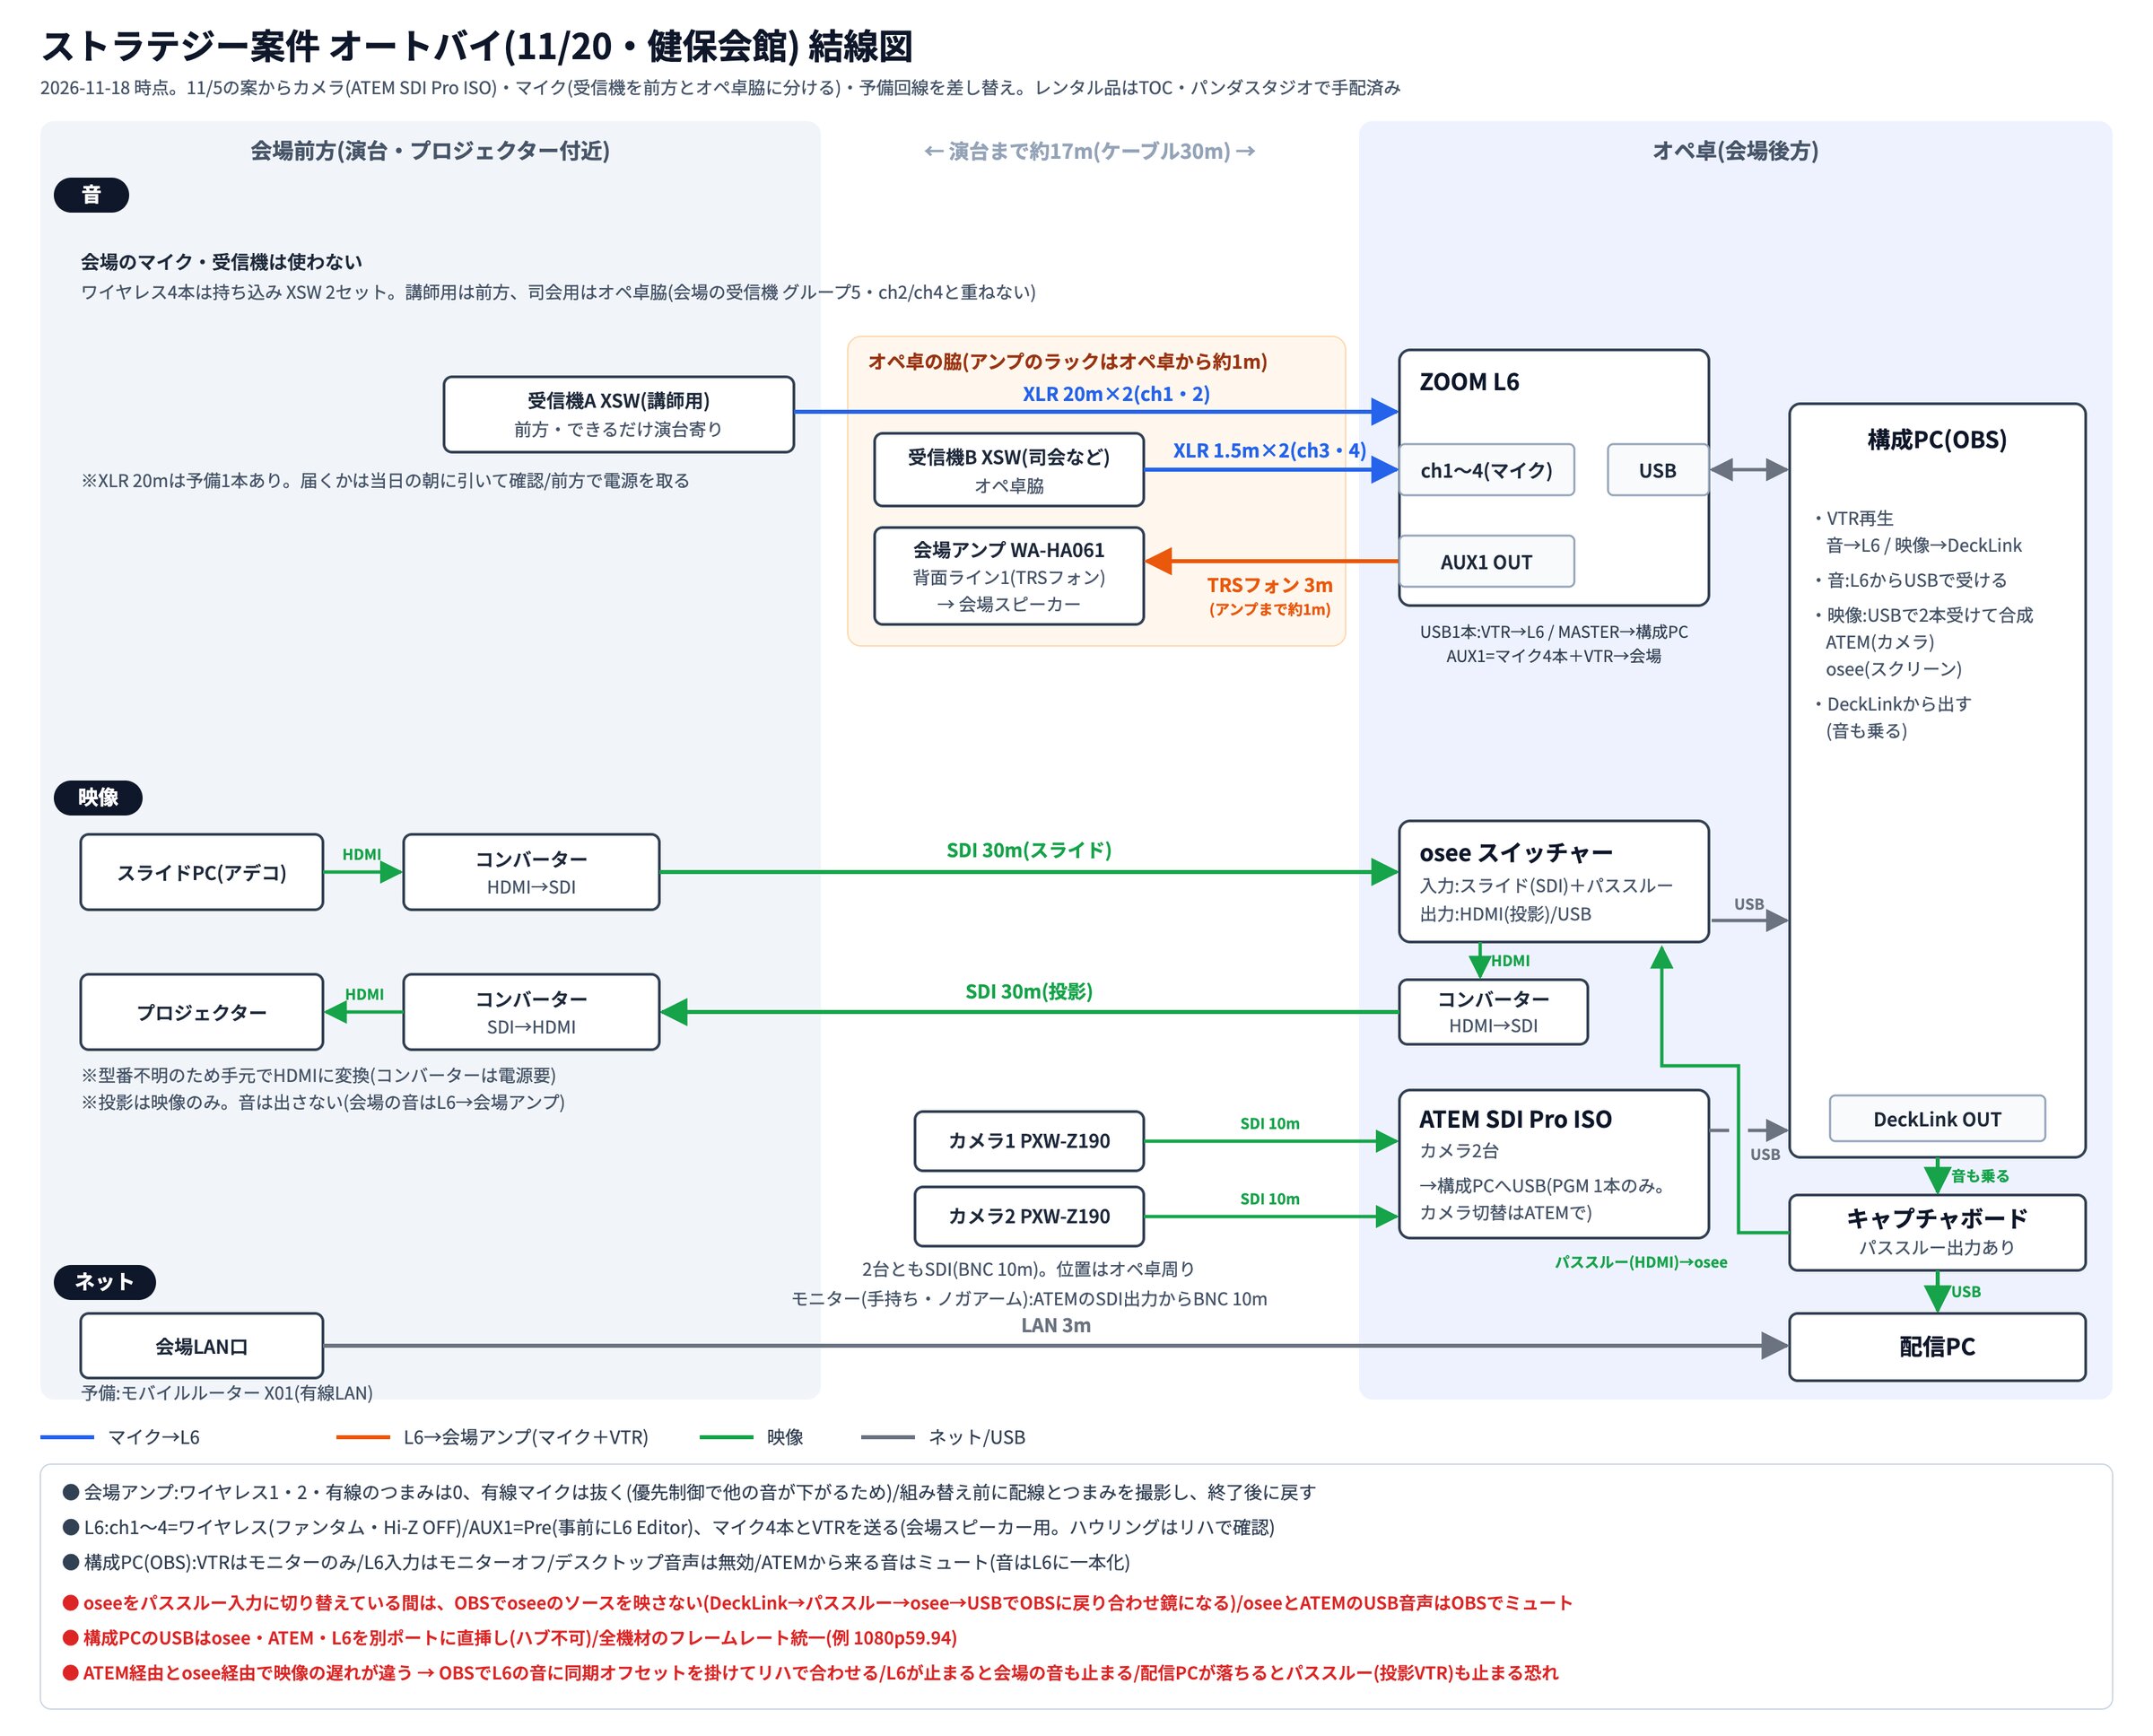 ストラテジー案件 オートバイ(11/20・健保会館) 結線図
2026-11-18 時点。11/5の案からカメラ(ATEM SDI Pro ISO)・マイク(受信機を前方とオペ卓脇に分ける)・予備回線を差し替え。レンタル品はTOC・パンダスタジオで手配済み
会場前方(演台・プロジェクター付近)
← 演台まで約17m(ケーブル30m) →
オペ卓(会場後方)
音
会場のマイク・受信機は使わない
ワイヤレス4本は持ち込み XSW 2セット。講師用は前方、司会用はオペ卓脇(会場の受信機 グループ5・ch2/ch4と重ねない)
受信機A XSW(講師用)
前方・できるだけ演台寄り
※XLR 20mは予備1本あり。届くかは当日の朝に引いて確認/前方で電源を取る
オペ卓の脇(アンプのラックはオペ卓から約1m)
XLR 20m×2(ch1・2)
受信機B XSW(司会など)
オペ卓脇
XLR 1.5m×2(ch3・4)
会場アンプ WA-HA061
背面ライン1(TRSフォン)
→ 会場スピーカー
TRSフォン 3m
(アンプまで約1m)
ZOOM L6
ch1〜4(マイク)
USB
AUX1 OUT
USB1本:VTR→L6 / MASTER→構成PC
AUX1=マイク4本＋VTR→会場
構成PC(OBS)
・VTR再生
音→L6 / 映像→DeckLink
・音:L6からUSBで受ける
・映像:USBで2本受けて合成
ATEM(カメラ)
osee(スクリーン)
・DeckLinkから出す
(音も乗る)
DeckLink OUT
映像
スライドPC(アデコ)
HDMI
コンバーター
HDMI→SDI
SDI 30m(スライド)
osee スイッチャー
入力:スライド(SDI)＋パススルー
出力:HDMI(投影)/USB
USB
HDMI
プロジェクター
HDMI
コンバーター
SDI→HDMI
SDI 30m(投影)
コンバーター
HDMI→SDI
※型番不明のため手元でHDMIに変換(コンバーターは電源要)
※投影は映像のみ。音は出さない(会場の音はL6→会場アンプ)
カメラ1 PXW-Z190
SDI 10m
カメラ2 PXW-Z190
SDI 10m
2台ともSDI(BNC 10m)。位置はオペ卓周り
モニター(手持ち・ノガアーム):ATEMのSDI出力からBNC 10m
ATEM SDI Pro ISO
カメラ2台
→構成PCへUSB(PGM 1本のみ。
カメラ切替はATEMで)
USB
音も乗る
キャプチャボード
パススルー出力あり
パススルー(HDMI)→osee
USB
配信PC
ネット
会場LAN口
LAN 3m
予備:モバイルルーター X01(有線LAN)
マイク→L6
L6→会場アンプ(マイク＋VTR)
映像
ネット/USB
● 会場アンプ:ワイヤレス1・2・有線のつまみは0、有線マイクは抜く(優先制御で他の音が下がるため)/組み替え前に配線とつまみを撮影し、終了後に戻す
● L6:ch1〜4=ワイヤレス(ファンタム・Hi-Z OFF)/AUX1=Pre(事前にL6 Editor)、マイク4本とVTRを送る(会場スピーカー用。ハウリングはリハで確認)
● 構成PC(OBS):VTRはモニターのみ/L6入力はモニターオフ/デスクトップ音声は無効/ATEMから来る音はミュート(音はL6に一本化)
● oseeをパススルー入力に切り替えている間は、OBSでoseeのソースを映さない(DeckLink→パススルー→osee→USBでOBSに戻り合わせ鏡になる)/oseeとATEMのUSB音声はOBSでミュート
● 構成PCのUSBはosee・ATEM・L6を別ポートに直挿し(ハブ不可)/全機材のフレームレート統一(例 1080p59.94)
● ATEM経由とosee経由で映像の遅れが違う → OBSでL6の音に同期オフセットを掛けてリハで合わせる/L6が止まると会場の音も止まる/配信PCが落ちるとパススルー(投影VTR)も止まる恐れ